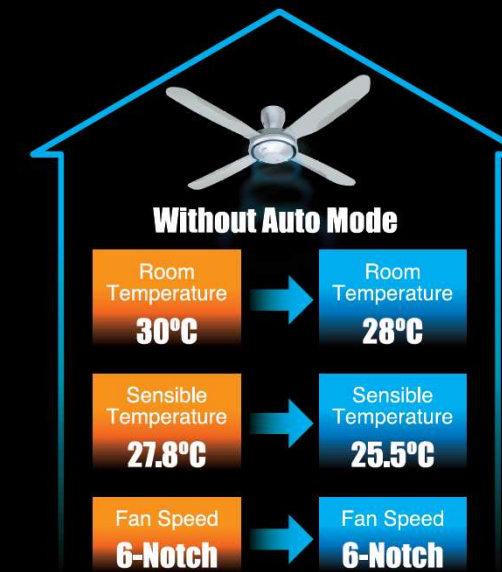 Without Auto Mode
Room
Temperature
30ºC
Room
Temperature
28ºC
Sensible
Temperature
27.8ºC
Sensible
Temperature
25.5ºC
Fan Speed
6-Notch
Fan Speed
6-Notch